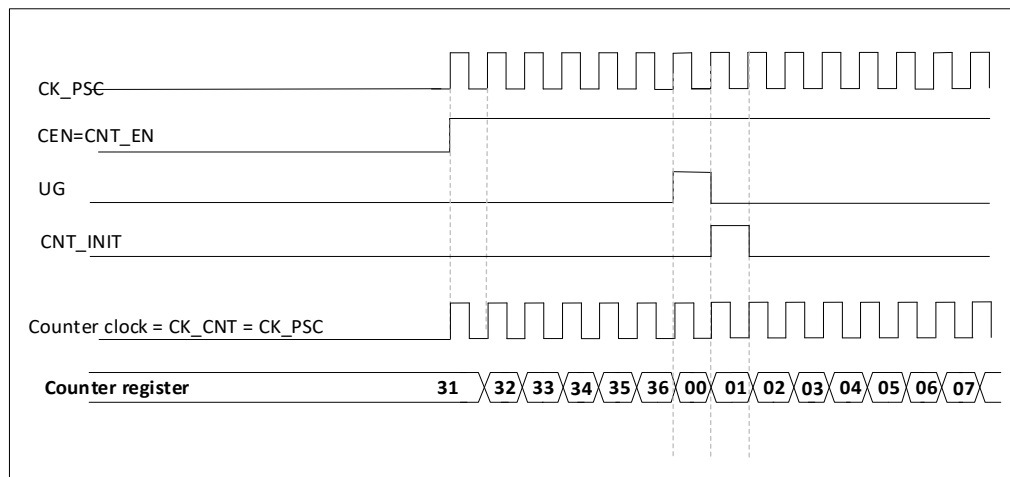 CK_PSC
CEN=CNT_EN
UG
CNT_INIT
Counter clock = CK_CNT = CK_PSC
Counter register 31 32 33 34 35 36 00 01 02 03 04 05 06 07